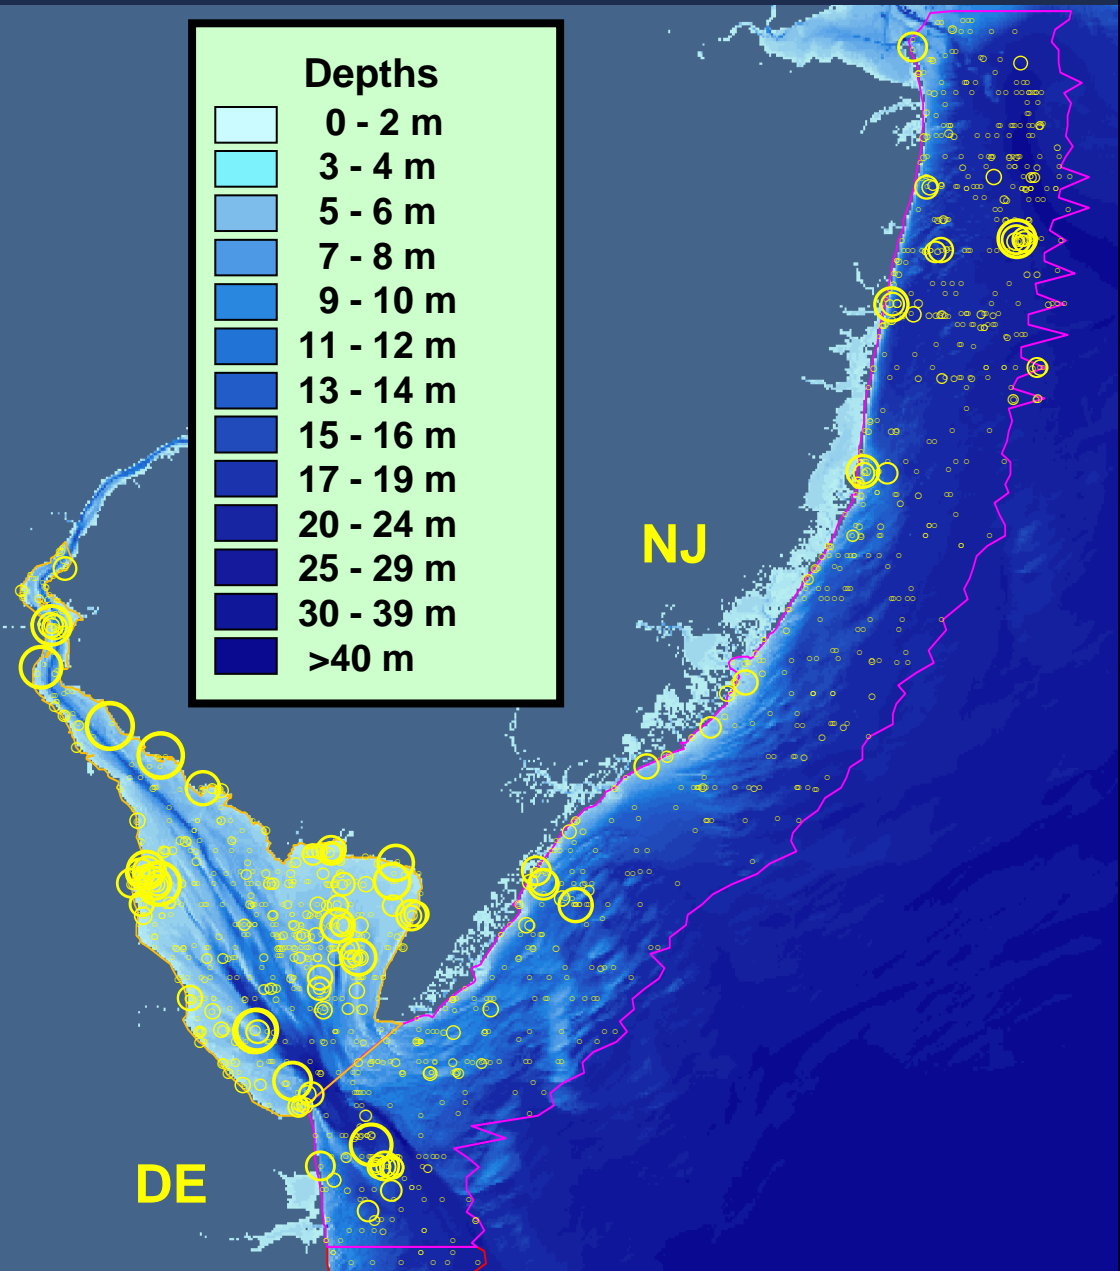 Depths
0 - 2 m
3 - 4 m
5 - 6 m
7 - 8 m
9 - 10 m
11 - 12 m
13 - 14 m
15 - 16 m
17 - 19 m
20 - 24 m
25 - 29 m
30 - 39 m
>40 m
NJ
DE